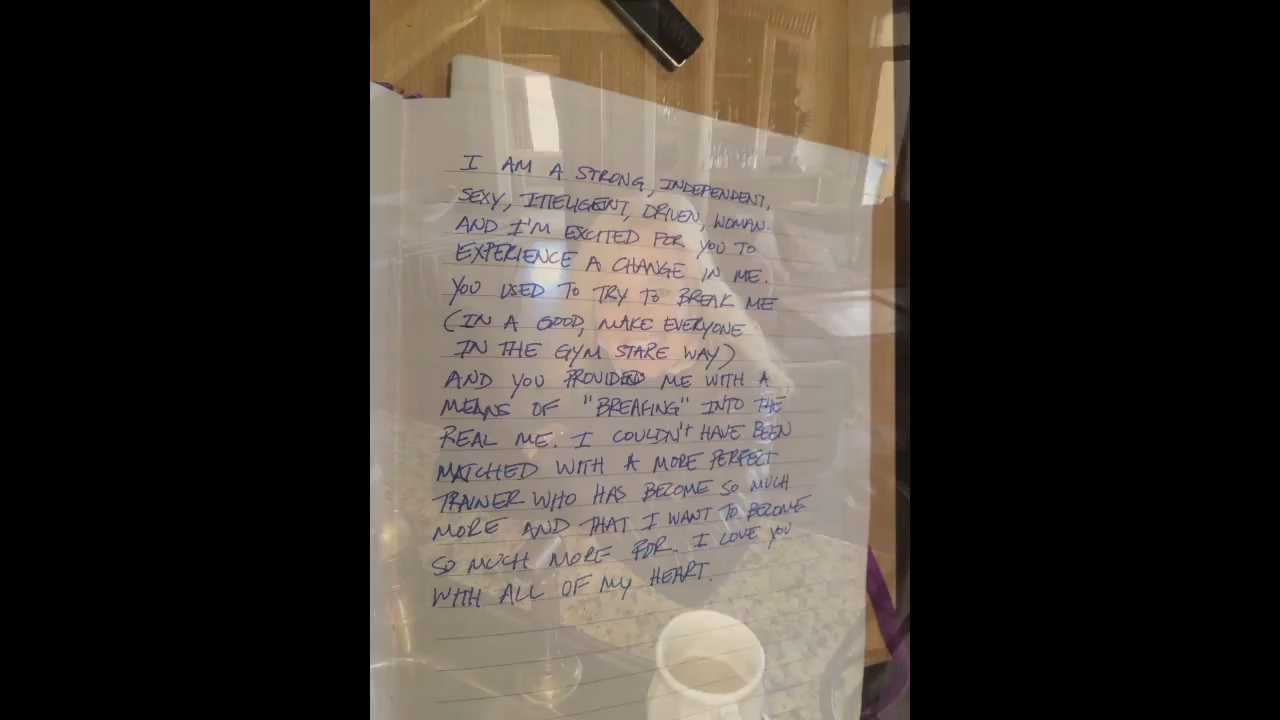 I AM A STRONG, INDEPENDENT,
SEXY, ITTELIGENT, DRIVEN, WOMAN.
AND I'M EXCITED FOR YOU TO
EXPERIENCE A CHANGE IN ME.
YOU USED TO TRY TO BREAK ME
(IN A GOOD, MAKE EVERYONE
IN THE GYM STARE WAY)
AND YOU PROVIDED ME WITH A
MEANS OF "BREAKING" INTO THE
REAL ME. I COULDN'T HAVE BEEN
MATCHED WITH A MORE PERFECT
TRAINER WHO HAS BECOME SO MUCH
MORE AND THAT I WANT TO BECOME
SO MUCH MORE FOR. I LOVE YOU
WITH ALL OF MY HEART.